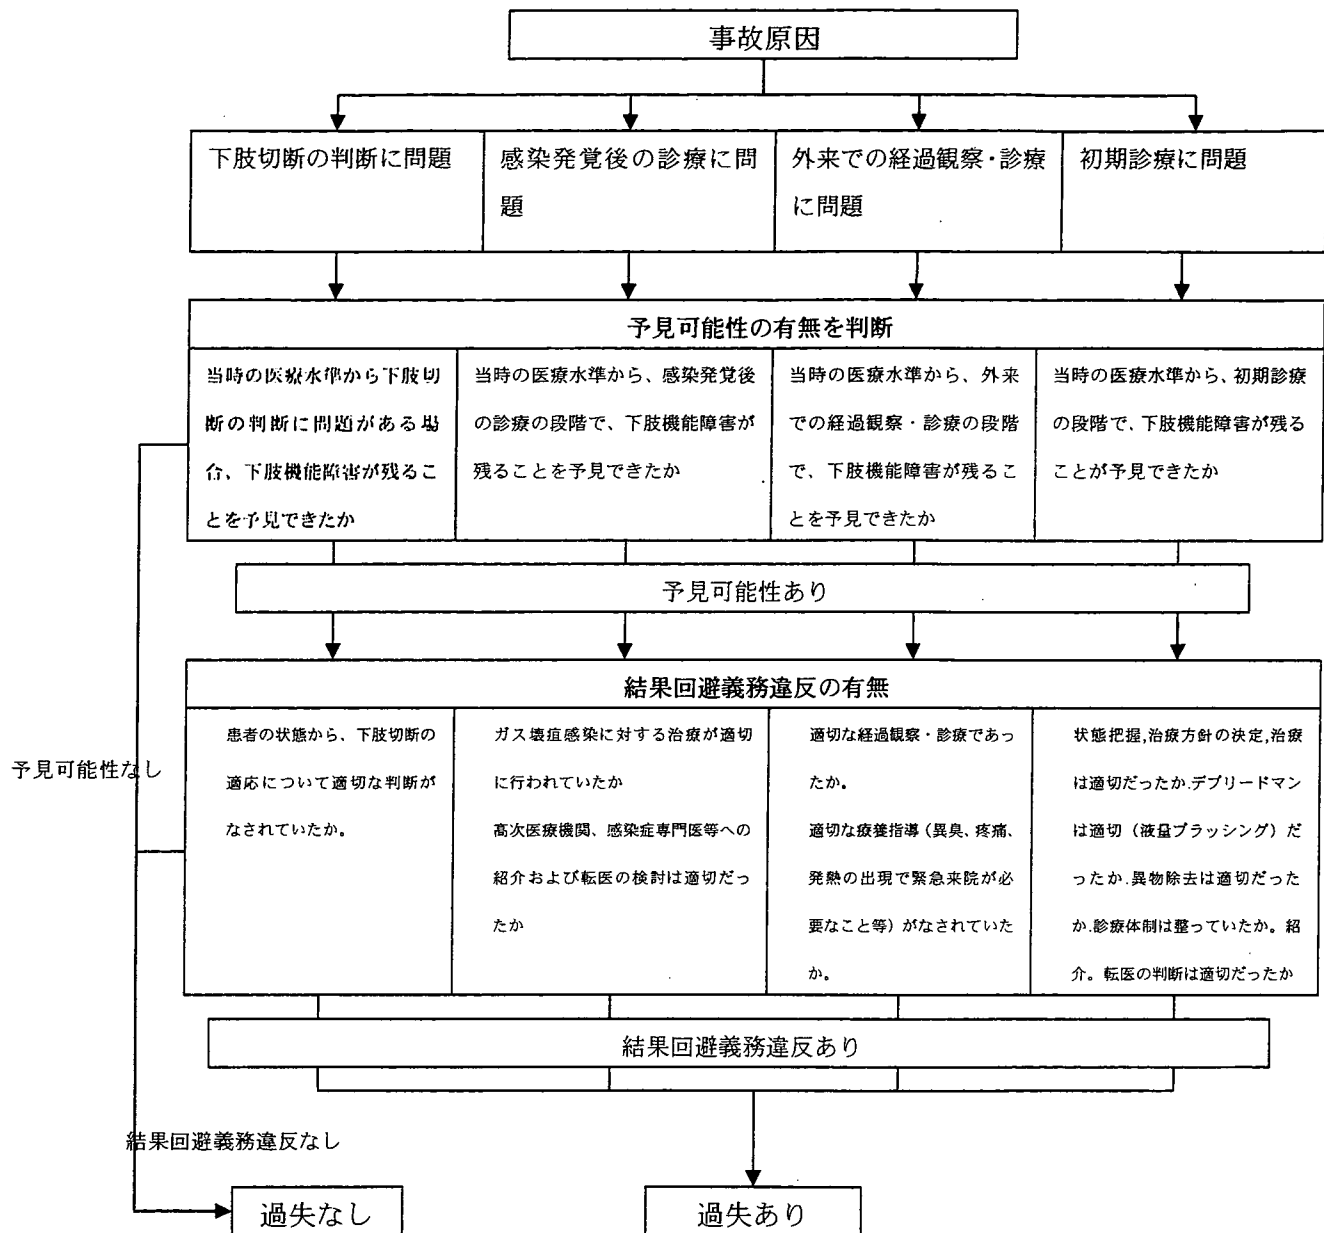 事故原因
下肢切断の判断に問題
感染発覚後の診療に問
題
外来での経過観察・診療
に問題
初期診療に問題
予見可能性の有無を判断
当時の医療水準から下肢切
断の判断に問題がある場
合、下肢機能障害が残るこ
とを予見できたか
当時の医療水準から、感染発覚後
の診療の段階で、下肢機能障害が
残ることを予見できたか
当時の医療水準から、外来
での経過観察・診療の段階
で、下肢機能障害が残るこ
とを予見できたか
当時の医療水準から、初期診療
の段階で、下肢機能障害が残る
ことが予見できたか
予見可能性あり
結果回避義務違反の有無
患者の状態から、下肢切断の
適応について適切な判断が
なされていたか。
ガス壊症感染に対する治療が適切
に行われていたか
高次医療機関、感染症専門医等への
紹介および転医の検討は適切だっ
たか
適切な経過観察・診療であっ
たか。
適切な療養指導（異臭、疼痛、
発熱の出現で緊急来院が必
要なこと等）がなされていた
か。
状態把握,治療方針の決定,治療
は適切だったか.デブリードマン
は適切（液量ブラッシング）だ
ったか.異物除去は適切だった
か.診療体制は整っていたか。紹
介。転医の判断は適切だったか
予見可能性なし
結果回避義務違反あり
結果回避義務違反なし
過失なし
過失あり